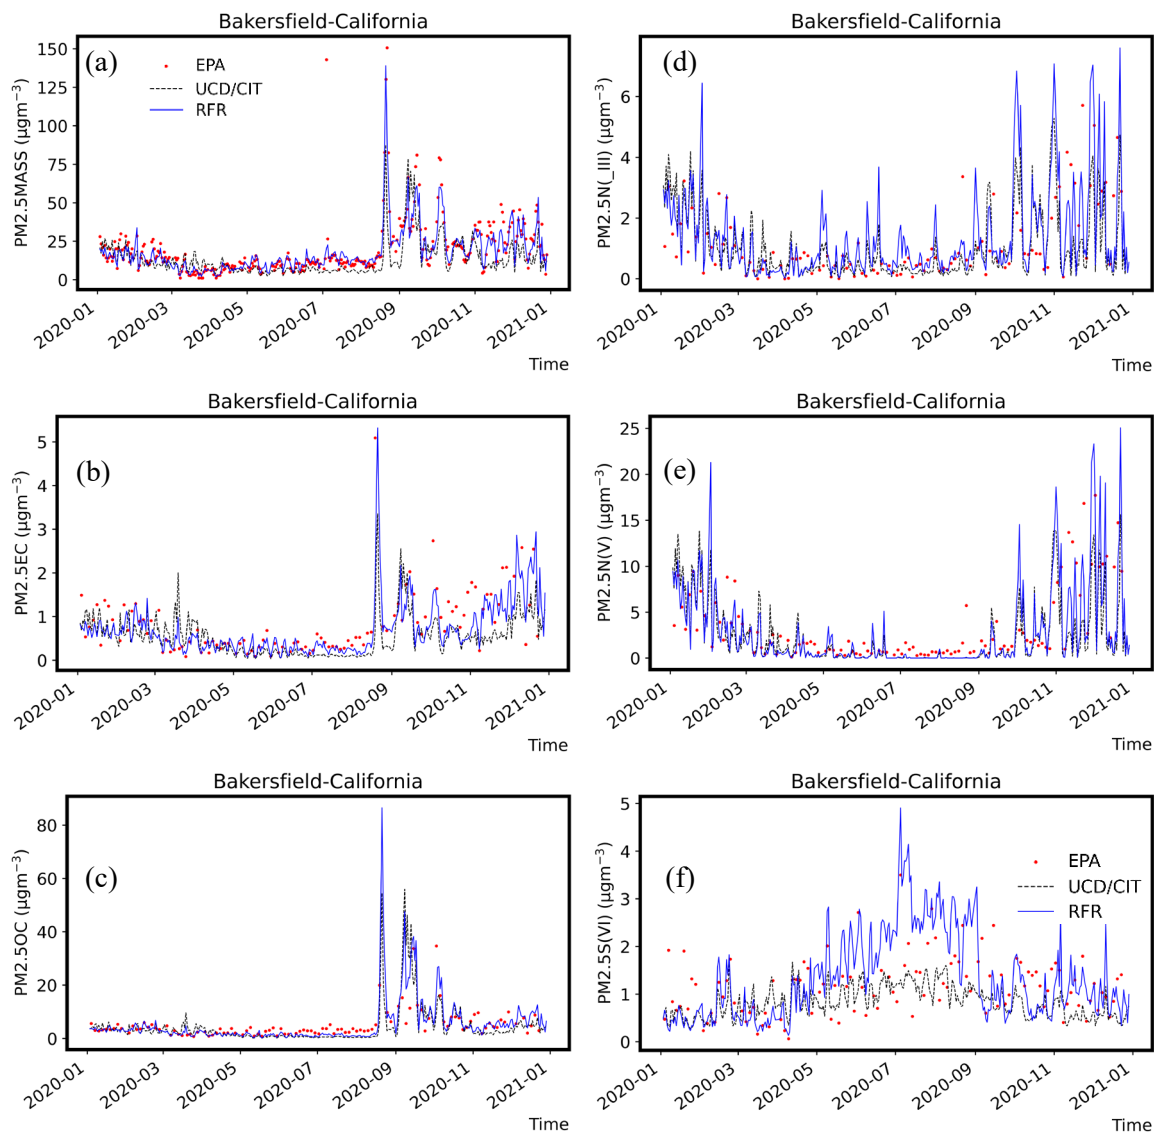 Bakersfield-California
(a)
EPA
UCD/CIT
RFR
PM2.5MASS (μgm⁻³)
150
125
100
75
50
25
0
2020-01
2020-03
2020-05
2020-07
2020-09
2020-11
2021-01
Time
Bakersfield-California
(d)
PM2.5N(_III) (μgm⁻³)
6
4
2
0
2020-01
2020-03
2020-05
2020-07
2020-09
2020-11
2021-01
Time
Bakersfield-California
(b)
PM2.5EC (μgm⁻³)
5
4
3
2
1
0
2020-01
2020-03
2020-05
2020-07
2020-09
2020-11
2021-01
Time
Bakersfield-California
(e)
PM2.5N(V) (μgm⁻³)
25
20
15
10
5
0
2020-01
2020-03
2020-05
2020-07
2020-09
2020-11
2021-01
Time
Bakersfield-California
(c)
PM2.5OC (μgm⁻³)
80
60
40
20
0
2020-01
2020-03
2020-05
2020-07
2020-09
2020-11
2021-01
Time
Bakersfield-California
(f)
EPA
UCD/CIT
RFR
PM2.5S(VI) (μgm⁻³)
5
4
3
2
1
0
2020-01
2020-03
2020-05
2020-07
2020-09
2020-11
2021-01
Time